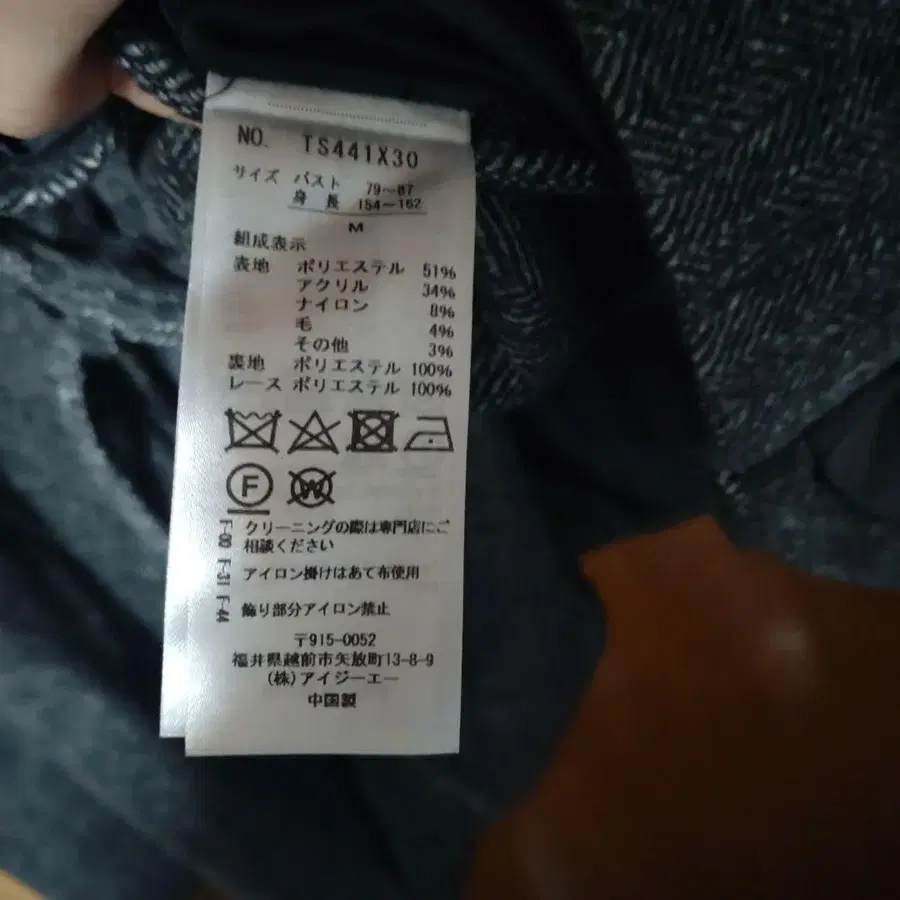 NO. TS441X30
サイズ バスト 79~87
身長 154~162
M
組成表示
表地 ポリエステル 51%
アクリル 34%
ナイロン 8%
毛 4%
その他 3%
裏地 ポリエステル 100%
レース ポリエステル 100%
F
W
クリーニングの際は専門店にご
相談ください
アイロン掛けはあて布使用
飾り部分アイロン禁止
F-00 F-31 F-44
〒915-0052
福井県越前市矢放町13-8-9
(株)アイジーエー
中国製